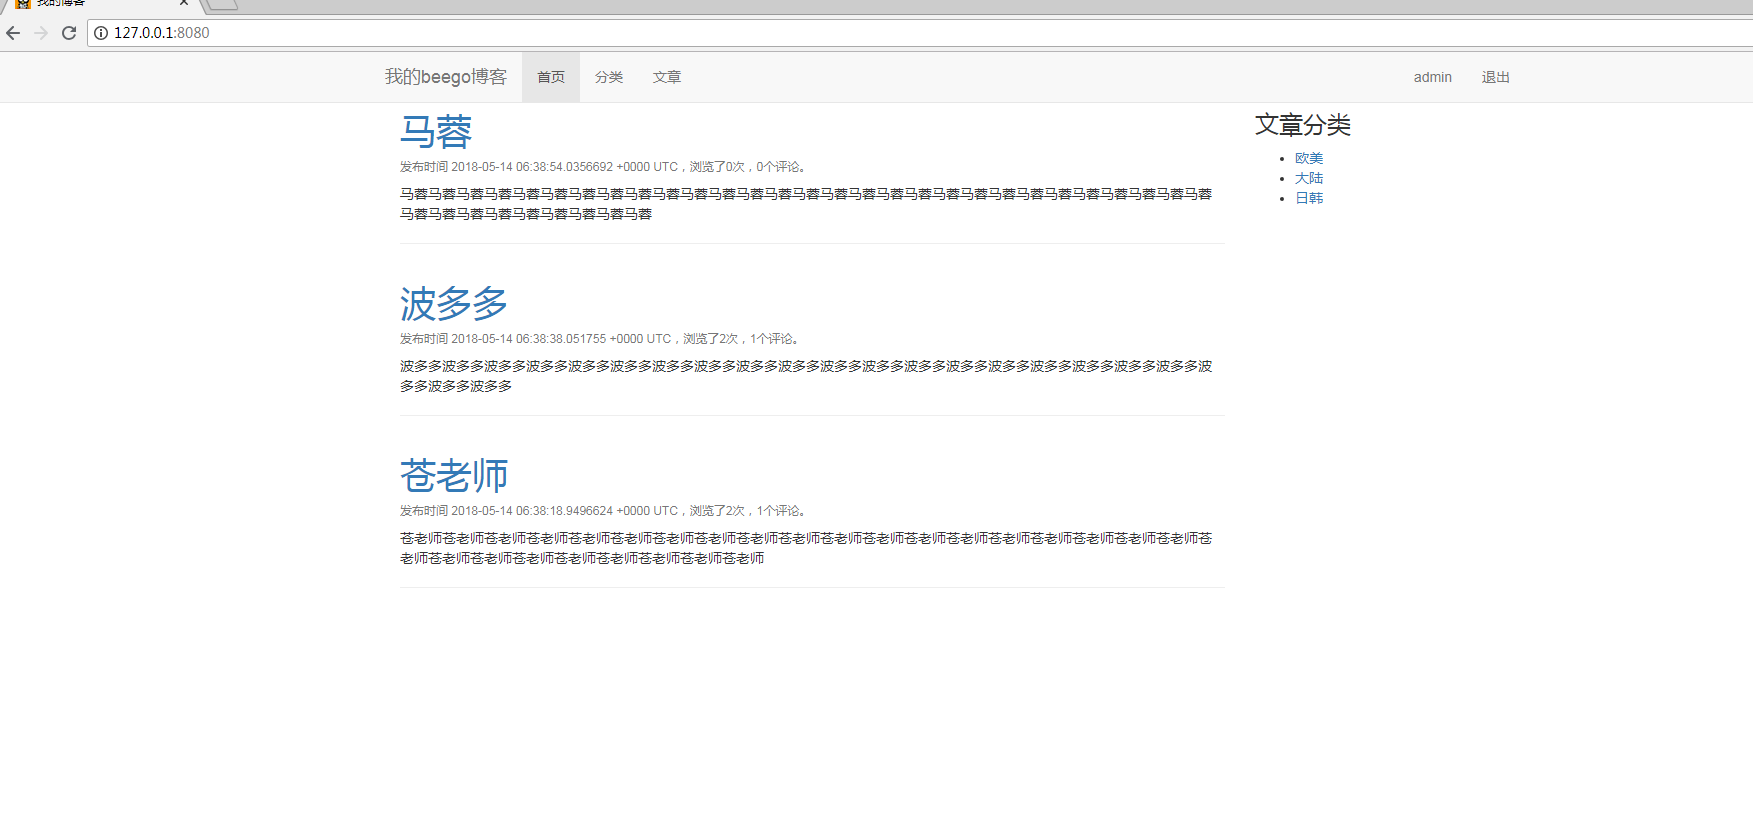 我的博客
127.0.0.1:8080
我的beego博客 首页 分类 文章 admin 退出
马蓉
发布时间 2018-05-14 06:38:54.0356692 +0000 UTC，浏览了0次，0个评论。
马蓉马蓉马蓉马蓉马蓉马蓉马蓉马蓉马蓉马蓉马蓉马蓉马蓉马蓉马蓉马蓉马蓉马蓉马蓉马蓉马蓉马蓉马蓉马蓉马蓉马蓉马蓉马蓉马蓉
马蓉马蓉马蓉马蓉马蓉马蓉马蓉马蓉马蓉
波多多
发布时间 2018-05-14 06:38:38.051755 +0000 UTC，浏览了2次，1个评论。
波多多波多多波多多波多多波多多波多多波多多波多多波多多波多多波多多波多多波多多波多多波多多波多多波多多波多多波多多波
多多波多多波多多
苍老师
发布时间 2018-05-14 06:38:18.9496624 +0000 UTC，浏览了2次，1个评论。
苍老师苍老师苍老师苍老师苍老师苍老师苍老师苍老师苍老师苍老师苍老师苍老师苍老师苍老师苍老师苍老师苍老师苍老师苍老师苍
老师苍老师苍老师苍老师苍老师苍老师苍老师苍老师苍老师
文章分类
欧美
大陆
日韩